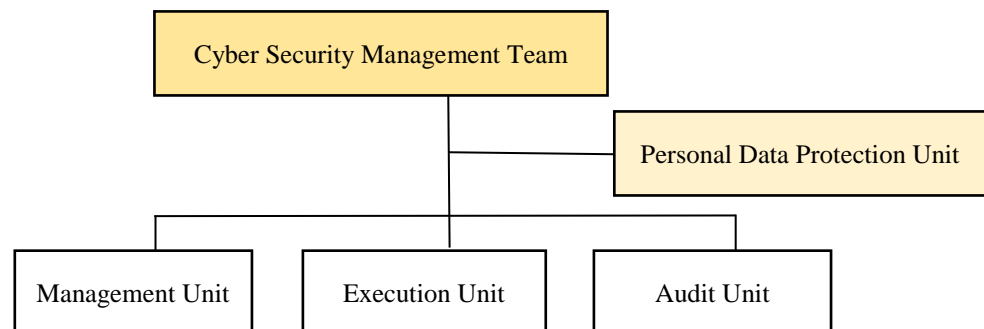 Cyber Security Management Team
Personal Data Protection Unit
Management Unit
Execution Unit
Audit Unit